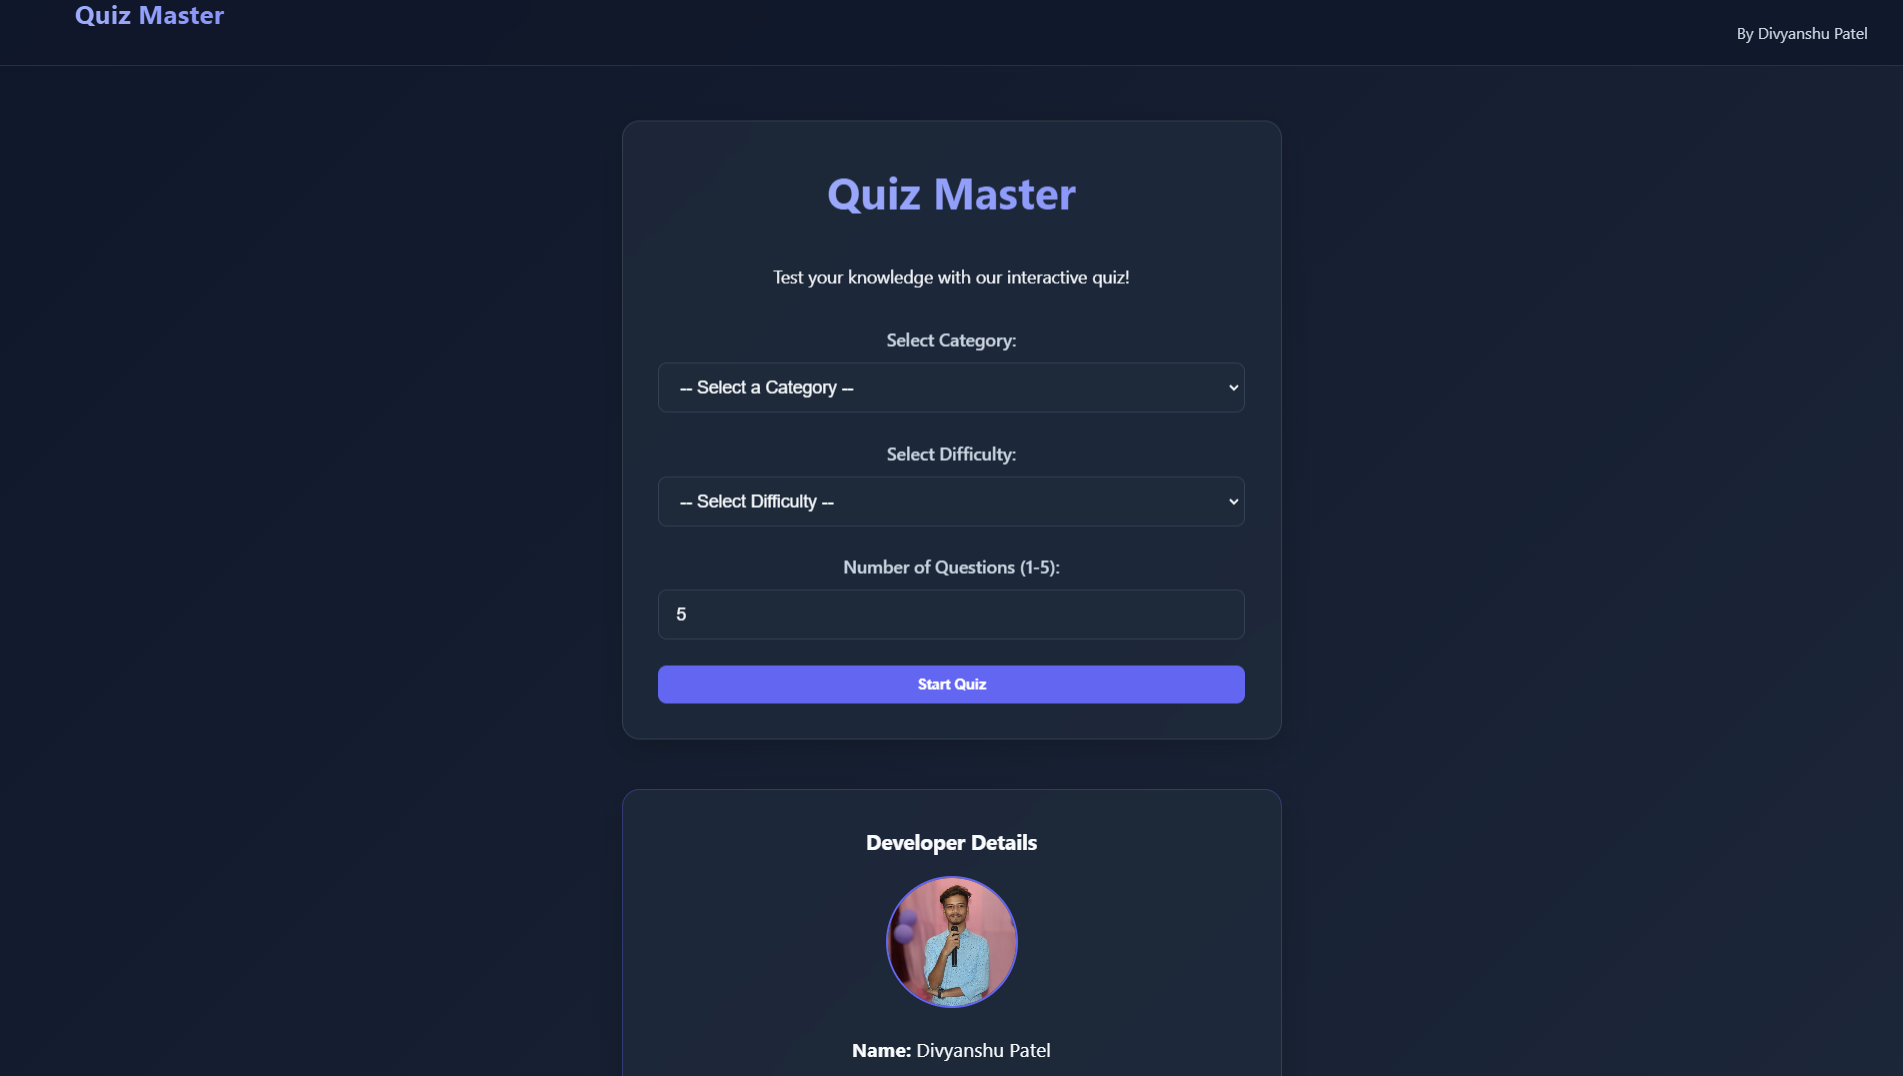 Quiz Master
By Divyanshu Patel
Quiz Master
Test your knowledge with our interactive quiz!
Select Category:
-- Select a Category --
Select Difficulty:
-- Select Difficulty --
Number of Questions (1-5):
5
Start Quiz
Developer Details
Name: Divyanshu Patel